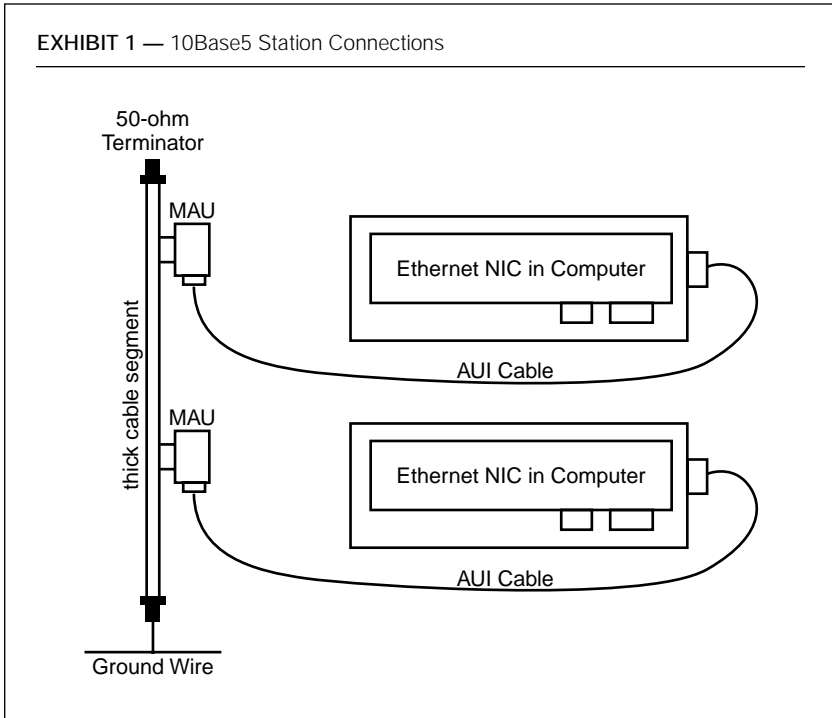 EXHIBIT 1 — 10Base5 Station Connections
50-ohm
Terminator
MAU
Ethernet NIC in Computer
AUI Cable
thick cable segment
MAU
Ethernet NIC in Computer
AUI Cable
Ground Wire